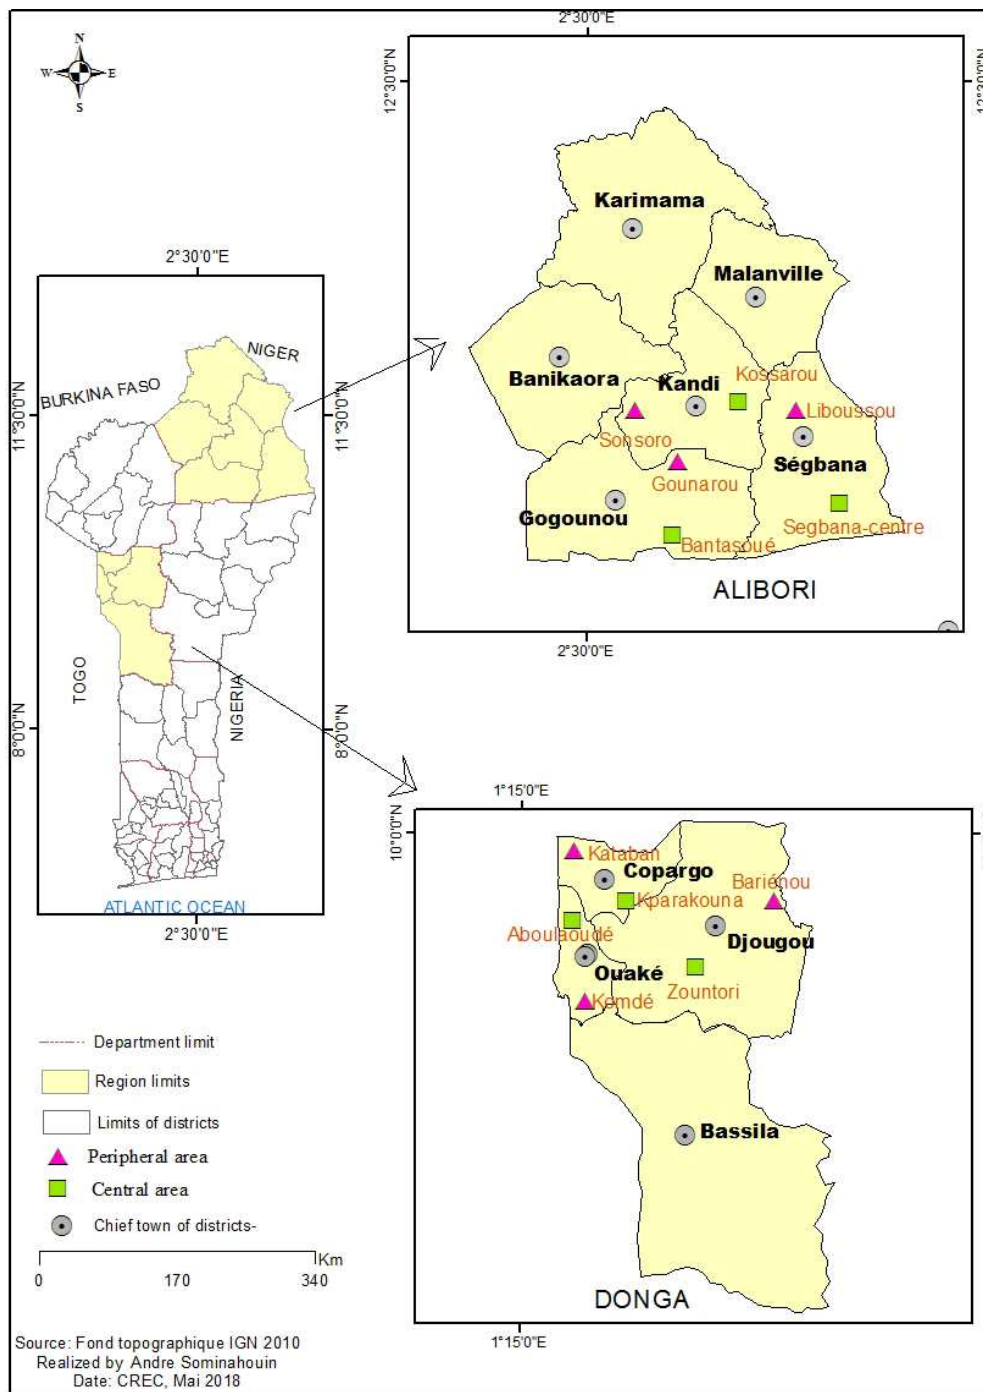 N
W
E
S
2°30'0"E
NIGER
BURKINA FASO
11°30'0"N
11°30'0"N
TOGO
NIGERIA
8°0'0"N
8°0'0"N
ATLANTIC OCEAN
2°30'0"E
2°30'0"E
12°30'0"N
12°30'0"N
Karimama
Malanville
Banikaora
Kandi
Kossarou
Sonsoro
Liboussou
Ségbana
Gounarou
Gogounou
Segbana-centre
Bantasoué
ALIBORI
2°30'0"E
1°15'0"E
10°0'0"N
Kataban
Copargo
Bariénou
Kparakouna
Aboulaoudé
Djougou
Ouaké
Zountori
Komdé
Bassila
DONGA
1°15'0"E
Department limit
Region limits
Limits of districts
Peripheral area
Central area
Chief town of districts-
Km
0 170 340
Source: Fond topographique IGN 2010
Realized by Andre Sominahouin
Date: CREC, Mai 2018